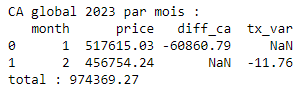 CA global 2023 par mois :
month price diff_ca tx_var
0 1 517615.03 -60860.79 NaN
1 2 456754.24 NaN -11.76
total : 974369.27